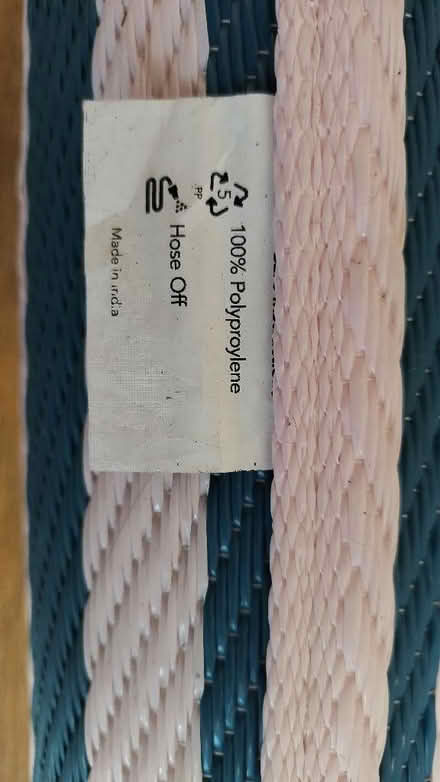 5
PP
100% Polyproylene
Hose Off
Made in India